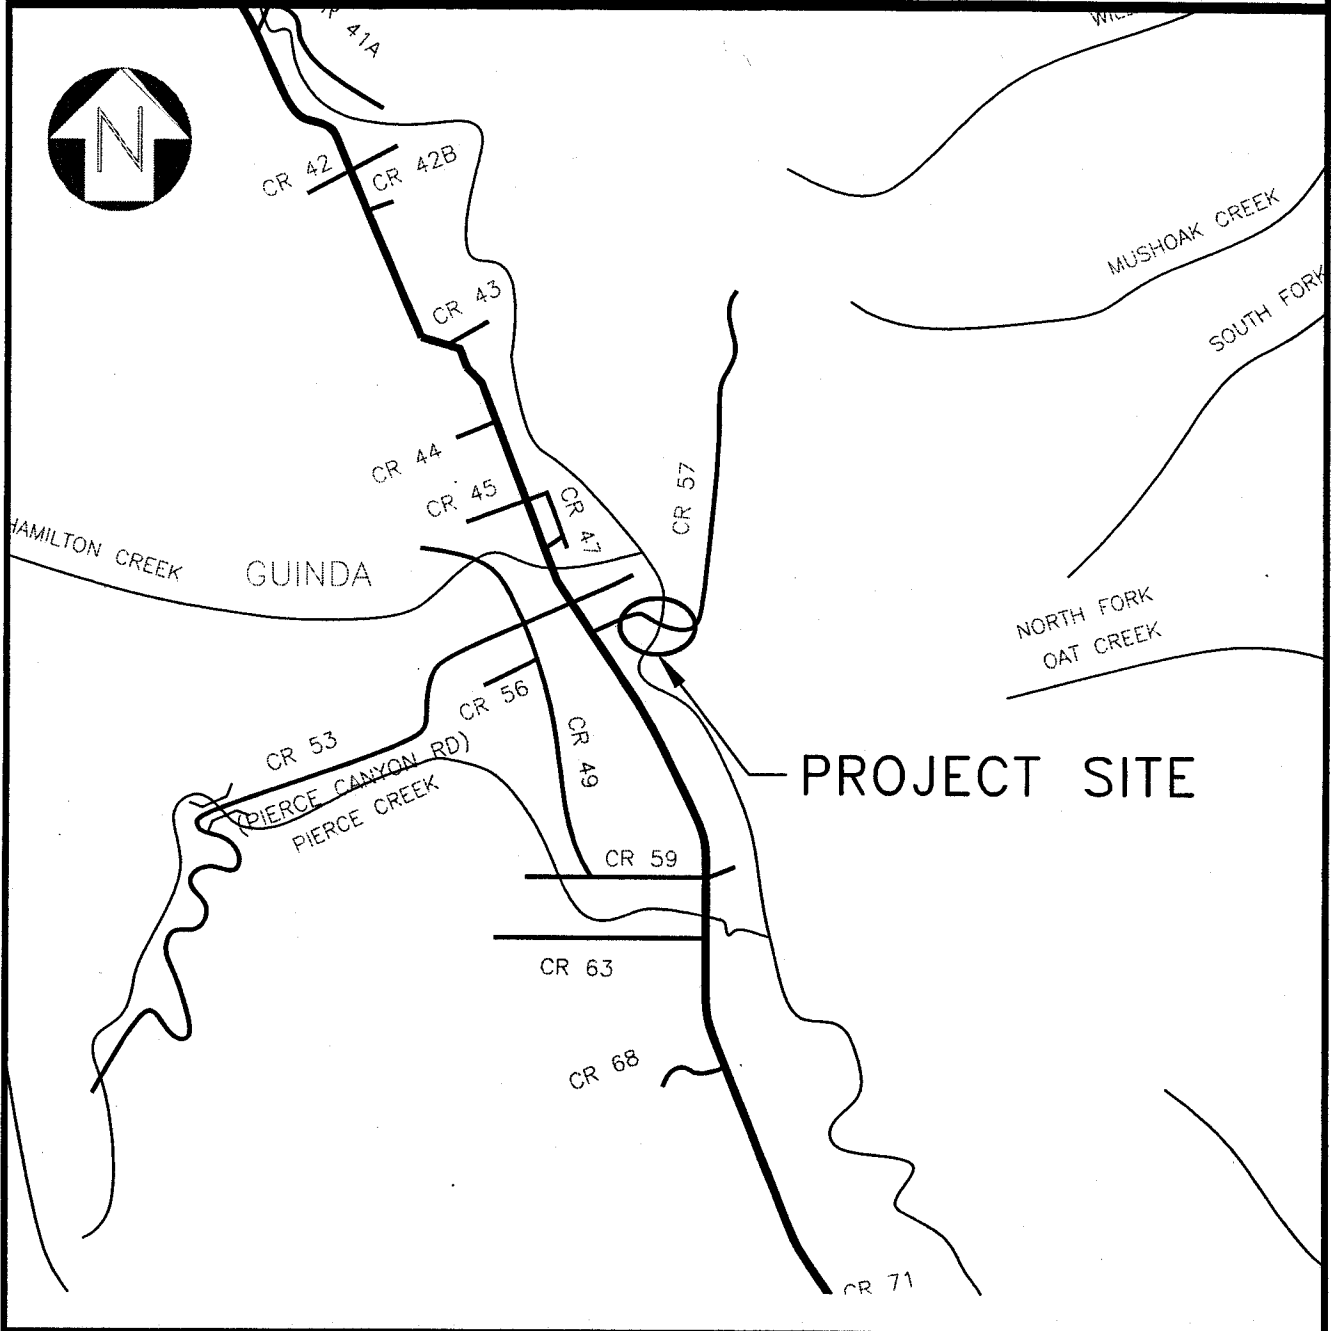 41A
N
CR 42
CR 42B
MUSHOAK CREEK
CR 43
SOUTH FORK
CR 44
CR 45
CR 47
CR 57
HAMILTON CREEK
GUINDA
NORTH FORK
OAT CREEK
CR 56
CR 53
(PIERCE CANYON RD)
PIERCE CREEK
CR 49
PROJECT SITE
CR 59
CR 63
CR 68
CR 71